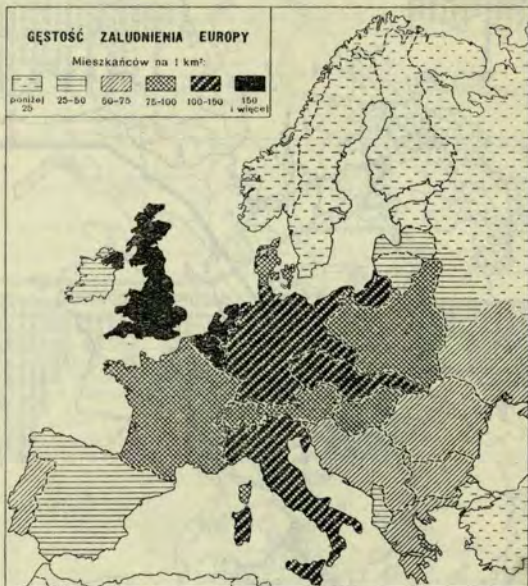 GĘSTOŚĆ ZALUDNIENIA EUROPY
Mieszkańców na 1 km²:
poniżej 25
25-50
50-75
75-100
100-150
150 i więcej